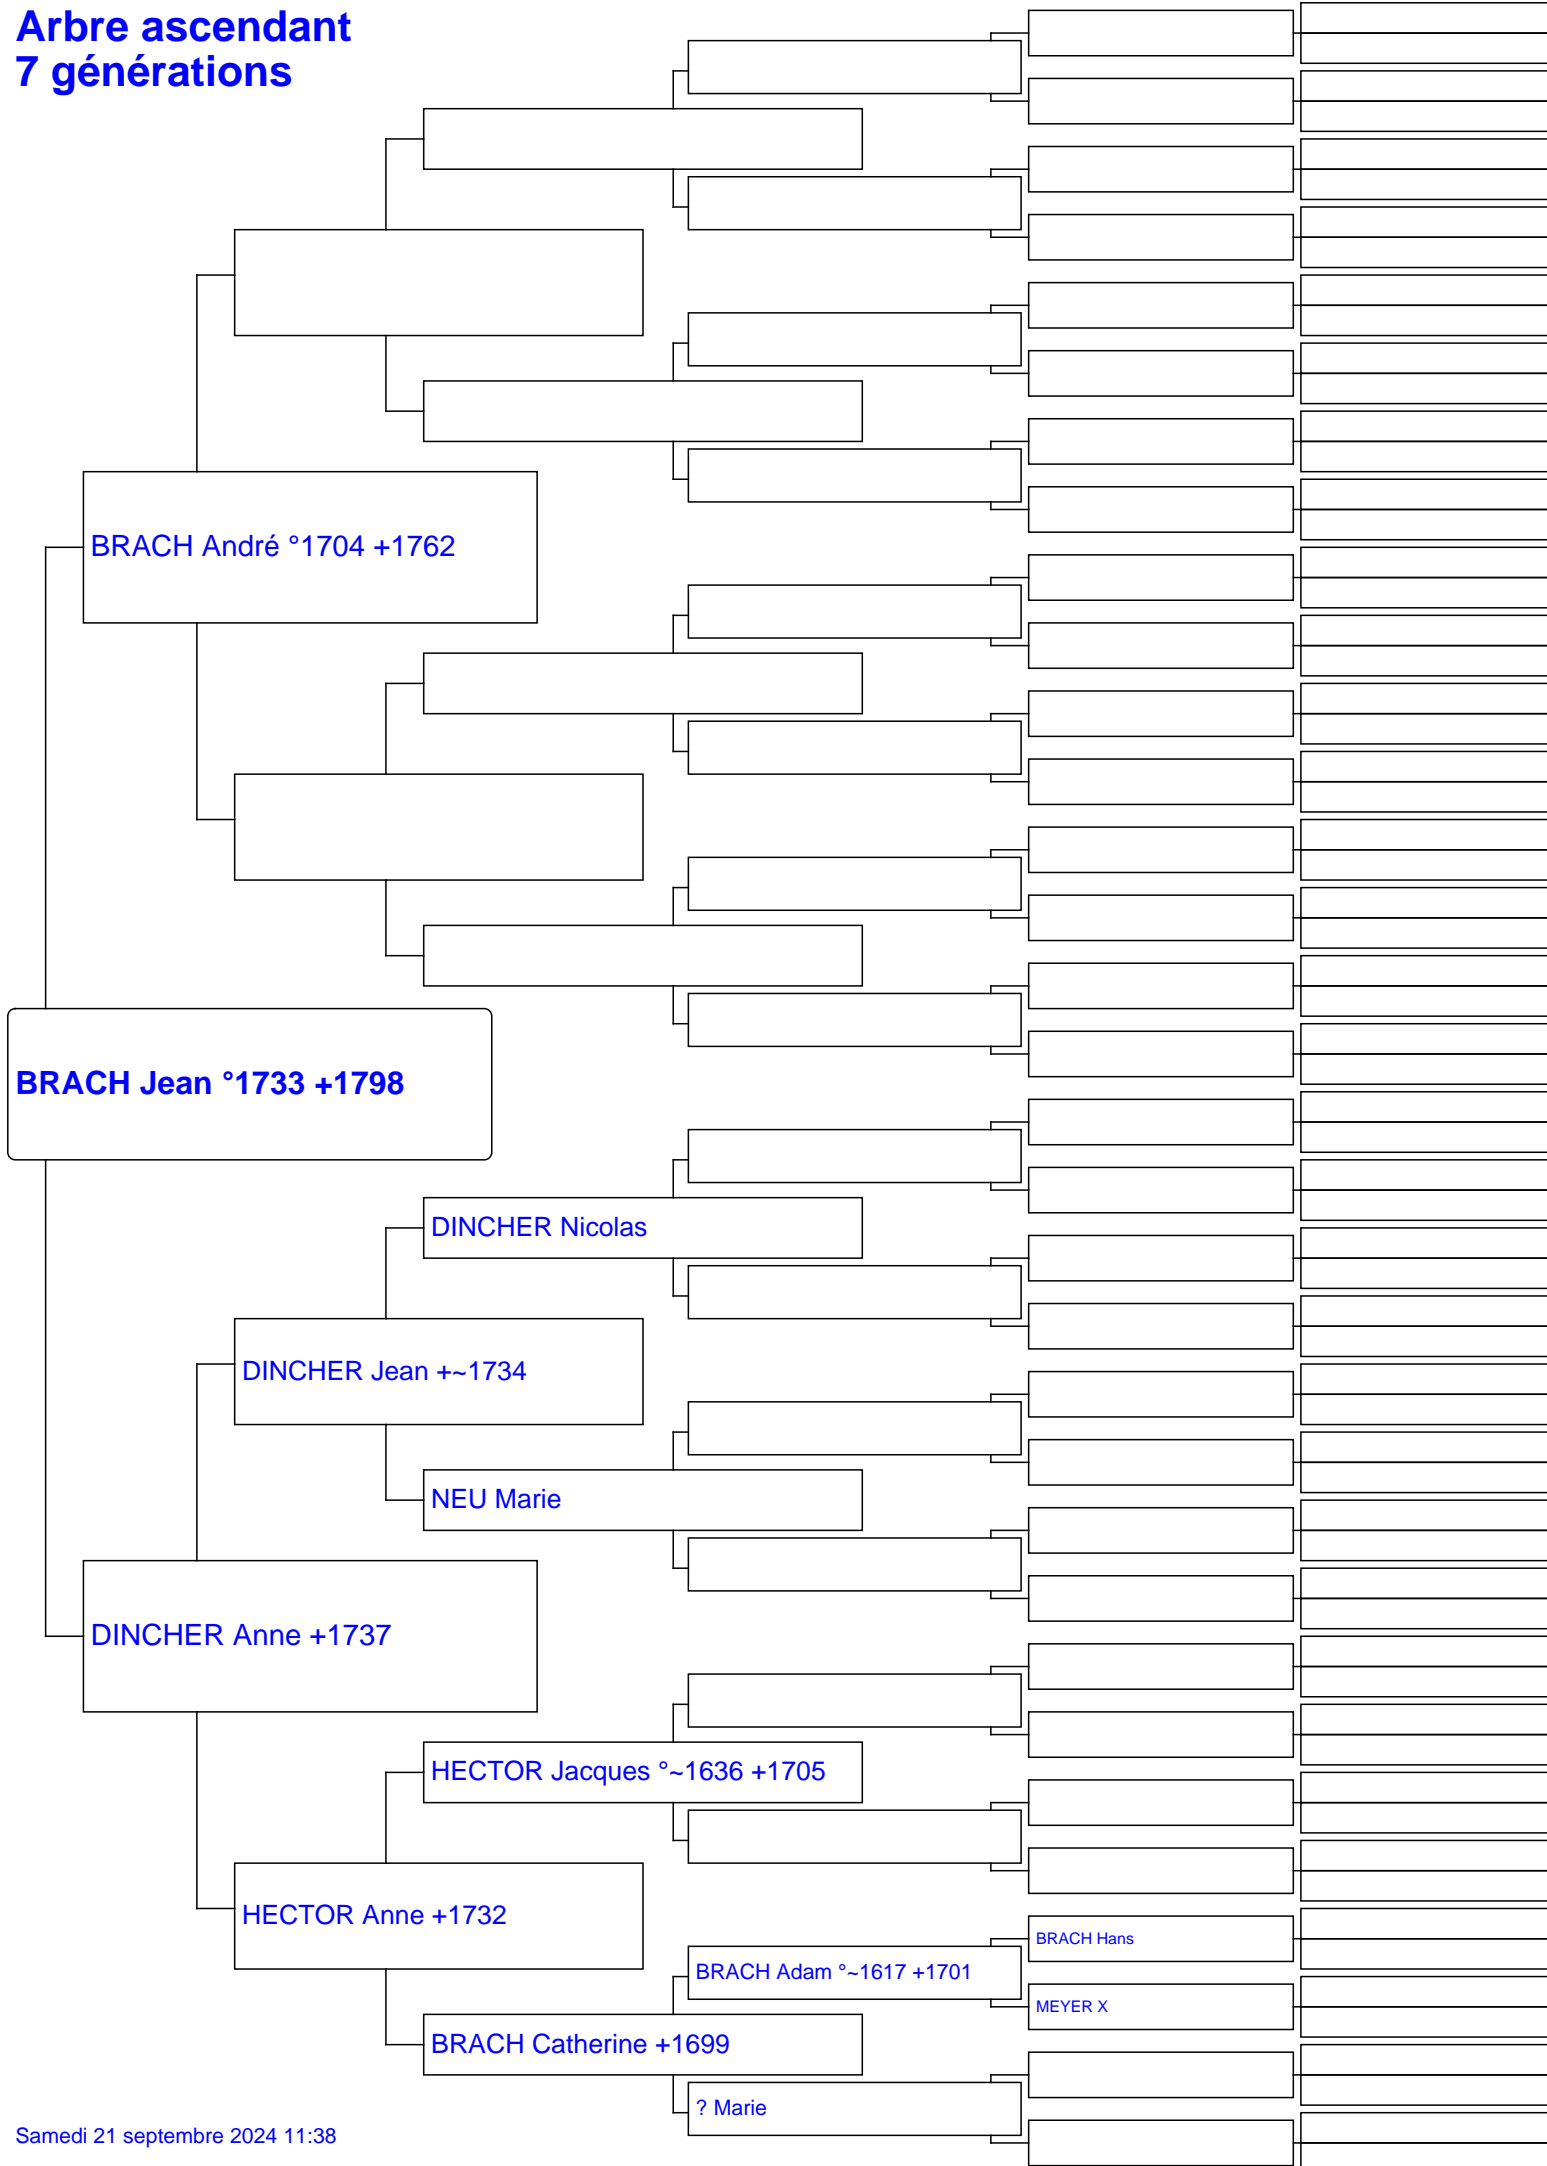 Arbre ascendant
7 générations
BRACH André °1704 +1762
BRACH Jean °1733 +1798
DINCHER Nicolas
DINCHER Jean +~1734
NEU Marie
DINCHER Anne +1737
HECTOR Jacques °~1636 +1705
HECTOR Anne +1732
BRACH Hans
BRACH Adam °~1617 +1701
MEYER X
BRACH Catherine +1699
? Marie
Samedi 21 septembre 2024 11:38